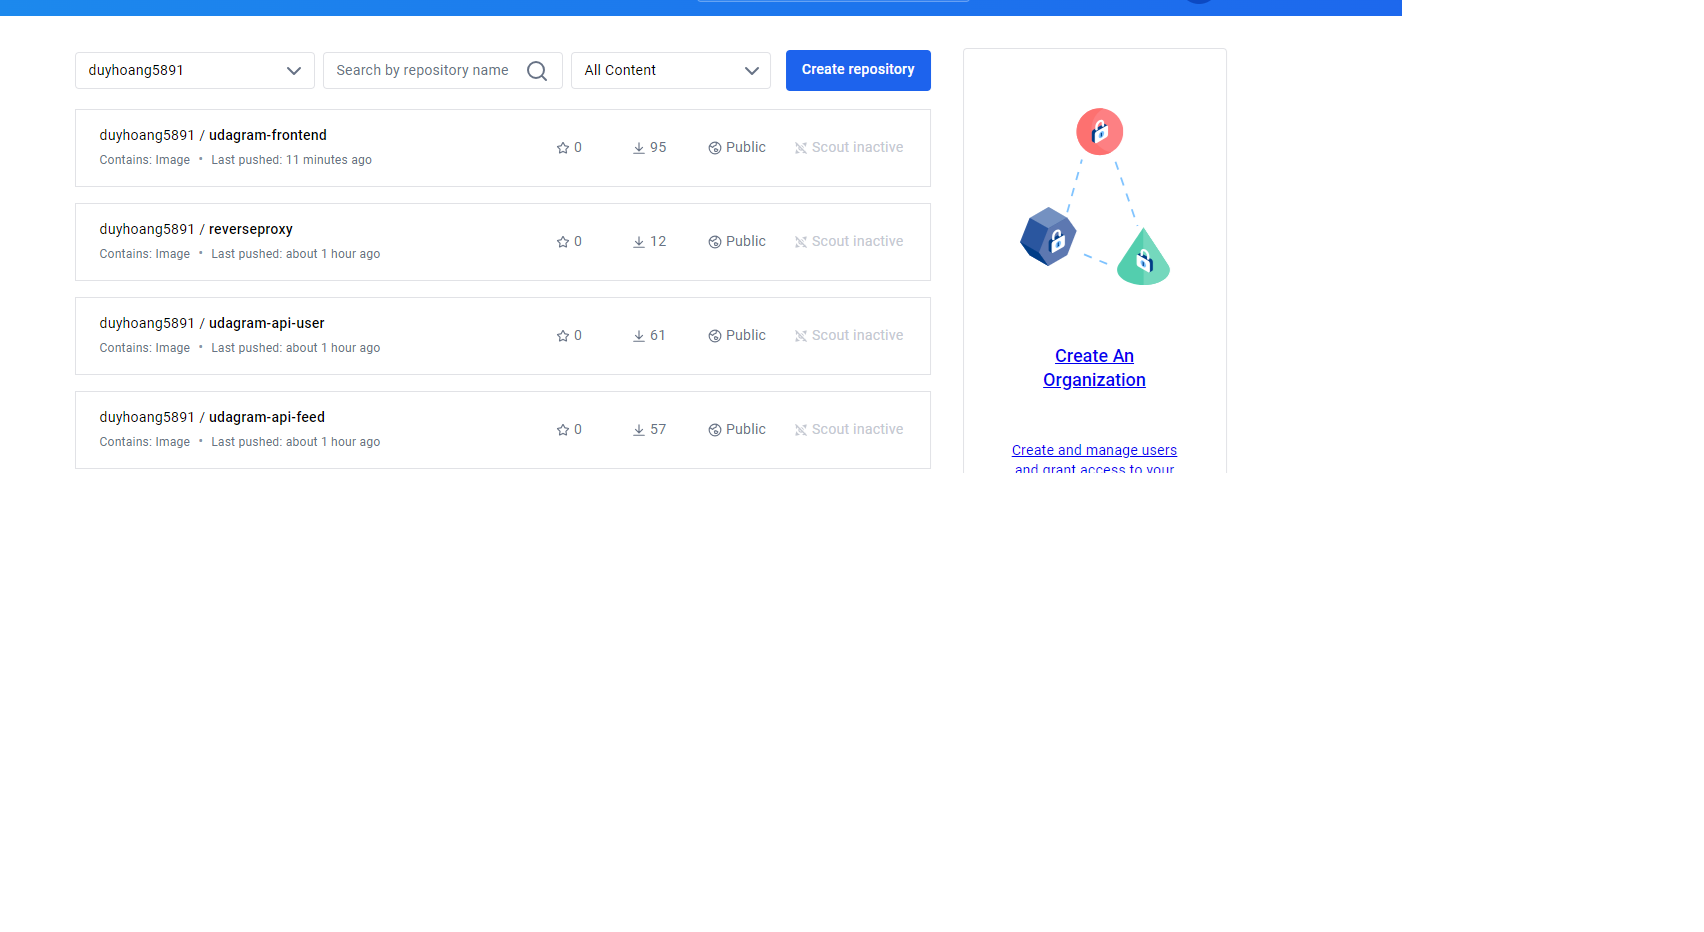 duyhoang5891
Search by repository name
All Content
Create repository
duyhoang5891 / udagram-frontend
Contains: Image • Last pushed: 11 minutes ago
0
95
Public
Scout inactive
duyhoang5891 / reverseproxy
Contains: Image • Last pushed: about 1 hour ago
0
12
Public
Scout inactive
duyhoang5891 / udagram-api-user
Contains: Image • Last pushed: about 1 hour ago
0
61
Public
Scout inactive
duyhoang5891 / udagram-api-feed
Contains: Image • Last pushed: about 1 hour ago
0
57
Public
Scout inactive
Create An
Organization
Create and manage users
and grant access to your